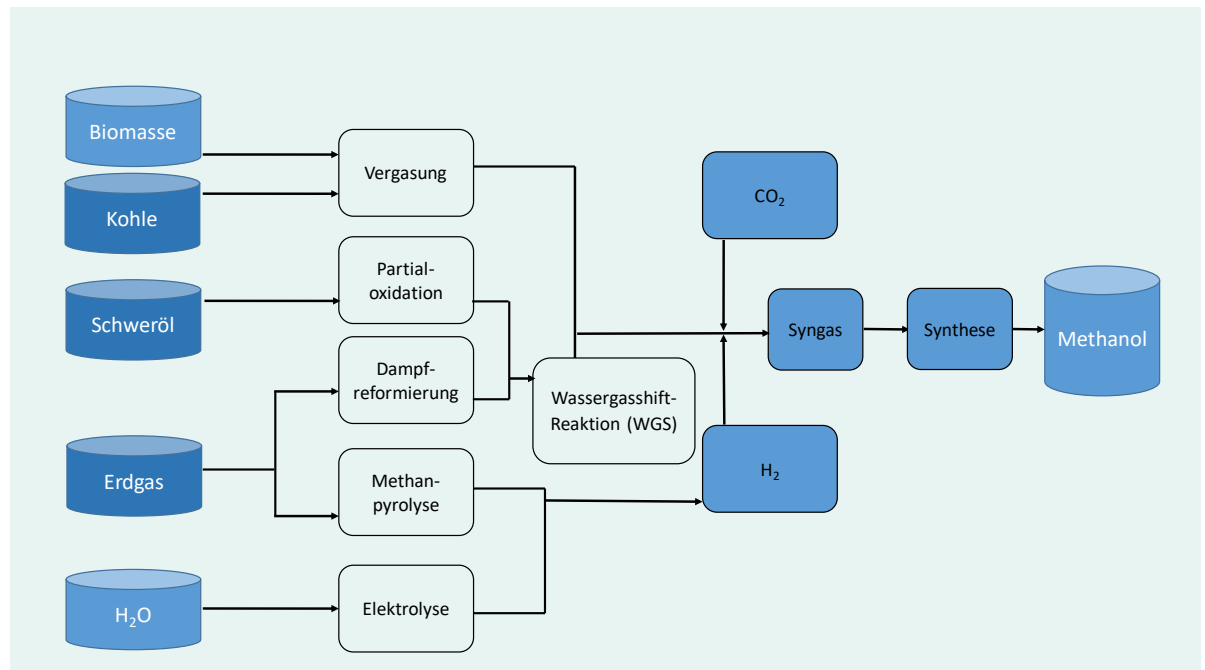 Biomasse
Kohle
Schweröl
Erdgas
H₂O
Vergasung
Partial-
oxidation
Dampf-
reformierung
Methan-
pyrolyse
Elektrolyse
Wassergasshift-
Reaktion (WGS)
CO₂
H₂
Syngas
Synthese
Methanol